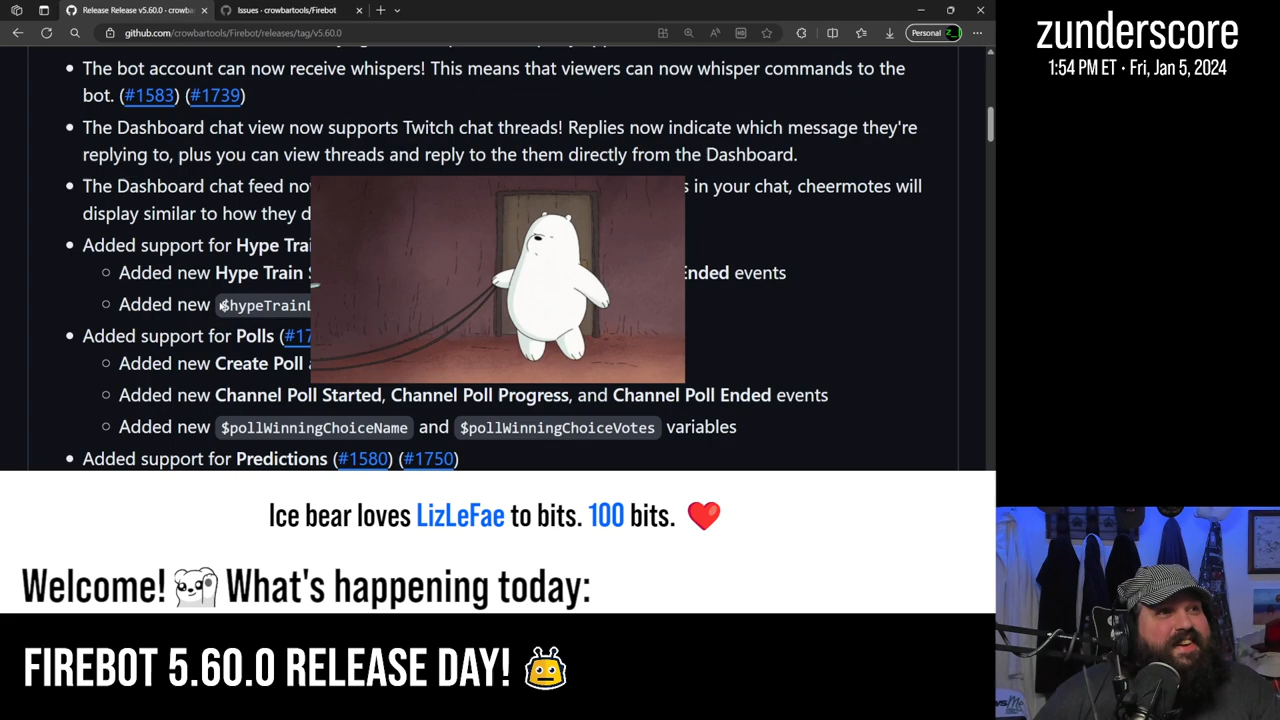 Release Release v5.60.0 · crowba
Issues · crowbartools/Firebot
github.com/crowbartools/Firebot/releases/tag/v5.60.0
Personal
zunderscore
1:54 PM ET • Fri, Jan 5, 2024
The bot account can now receive whispers! This means that viewers can now whisper commands to the
bot. (#1583) (#1739)
The Dashboard chat view now supports Twitch chat threads! Replies now indicate which message they're
replying to, plus you can view threads and reply to the them directly from the Dashboard.
The Dashboard chat feed in your chat, cheermotes will
display similar to how they
Added support for Hype
Added new Hype Train Ended events
Added new
Added support for Polls
Added new Create Poll
Added new Channel Poll Started, Channel Poll Progress, and Channel Poll Ended events
Added new $pollWinningChoiceName and $pollWinningChoiceVotes variables
Added support for Predictions (#1580) (#1750)
Ice bear loves LizLeFae to bits. 100 bits.
Welcome! What's happening today:
FIREBOT 5.60.0 RELEASE DAY!